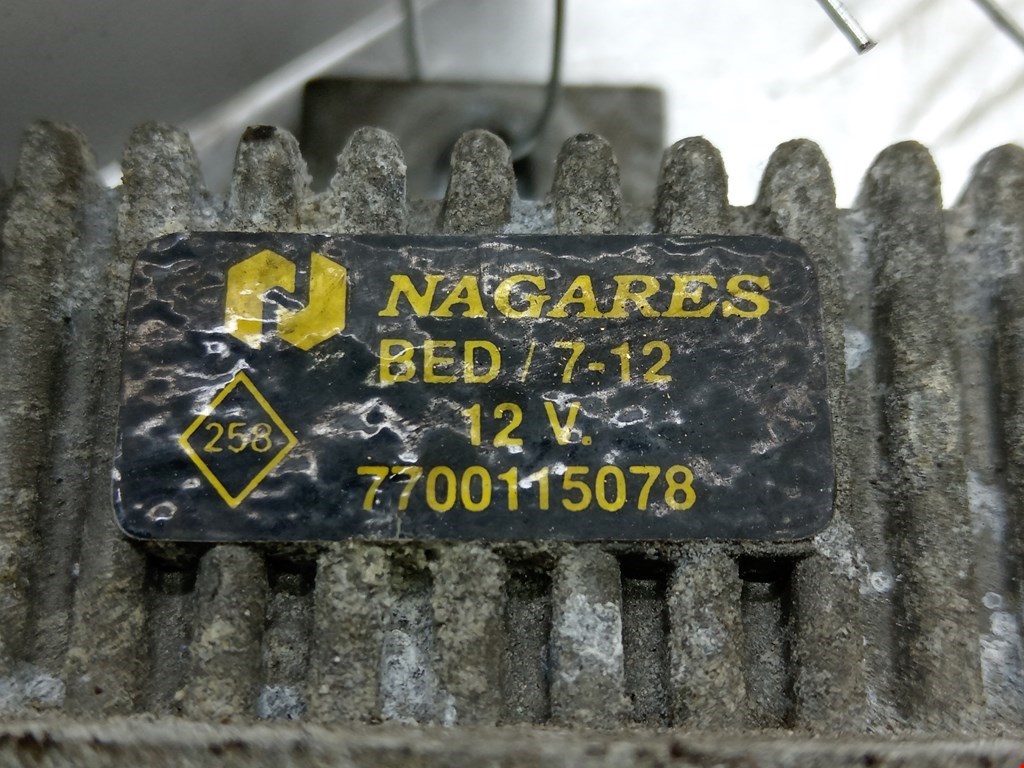 NAGARES
BED / 7-12
12 V.
258
7700115078